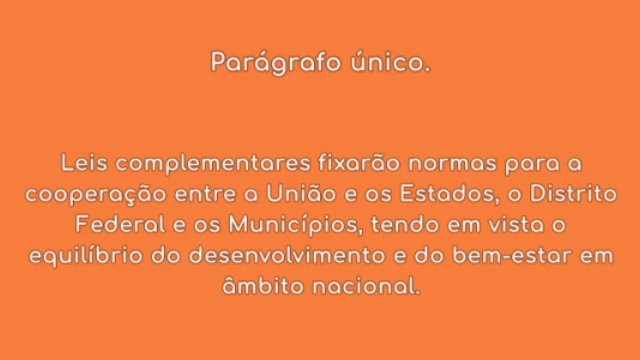 Parágrafo único.
Leis complementares fixarão normas para a
cooperação entre a União e os Estados, o Distrito
Federal e os Municípios, tendo em vista o
equilíbrio do desenvolvimento e do bem-estar em
âmbito nacional.